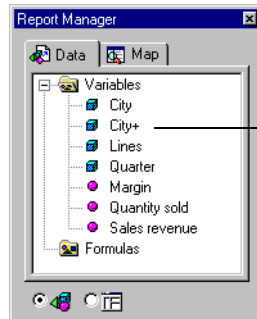 Report Manager
Data
Map
Variables
City
City+
Lines
Quarter
Margin
Quantity sold
Sales revenue
Formulas